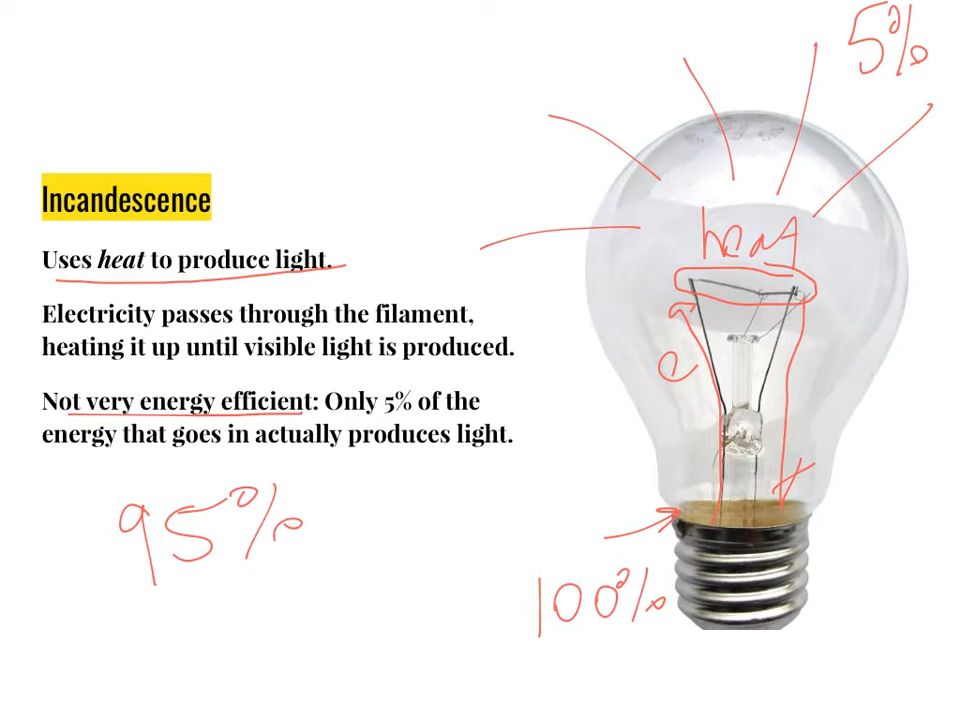 5%
Incandescence
heat
Uses heat to produce light.
Electricity passes through the filament,
heating it up until visible light is produced.
e
Not very energy efficient: Only 5% of the
energy that goes in actually produces light.
95%
100%